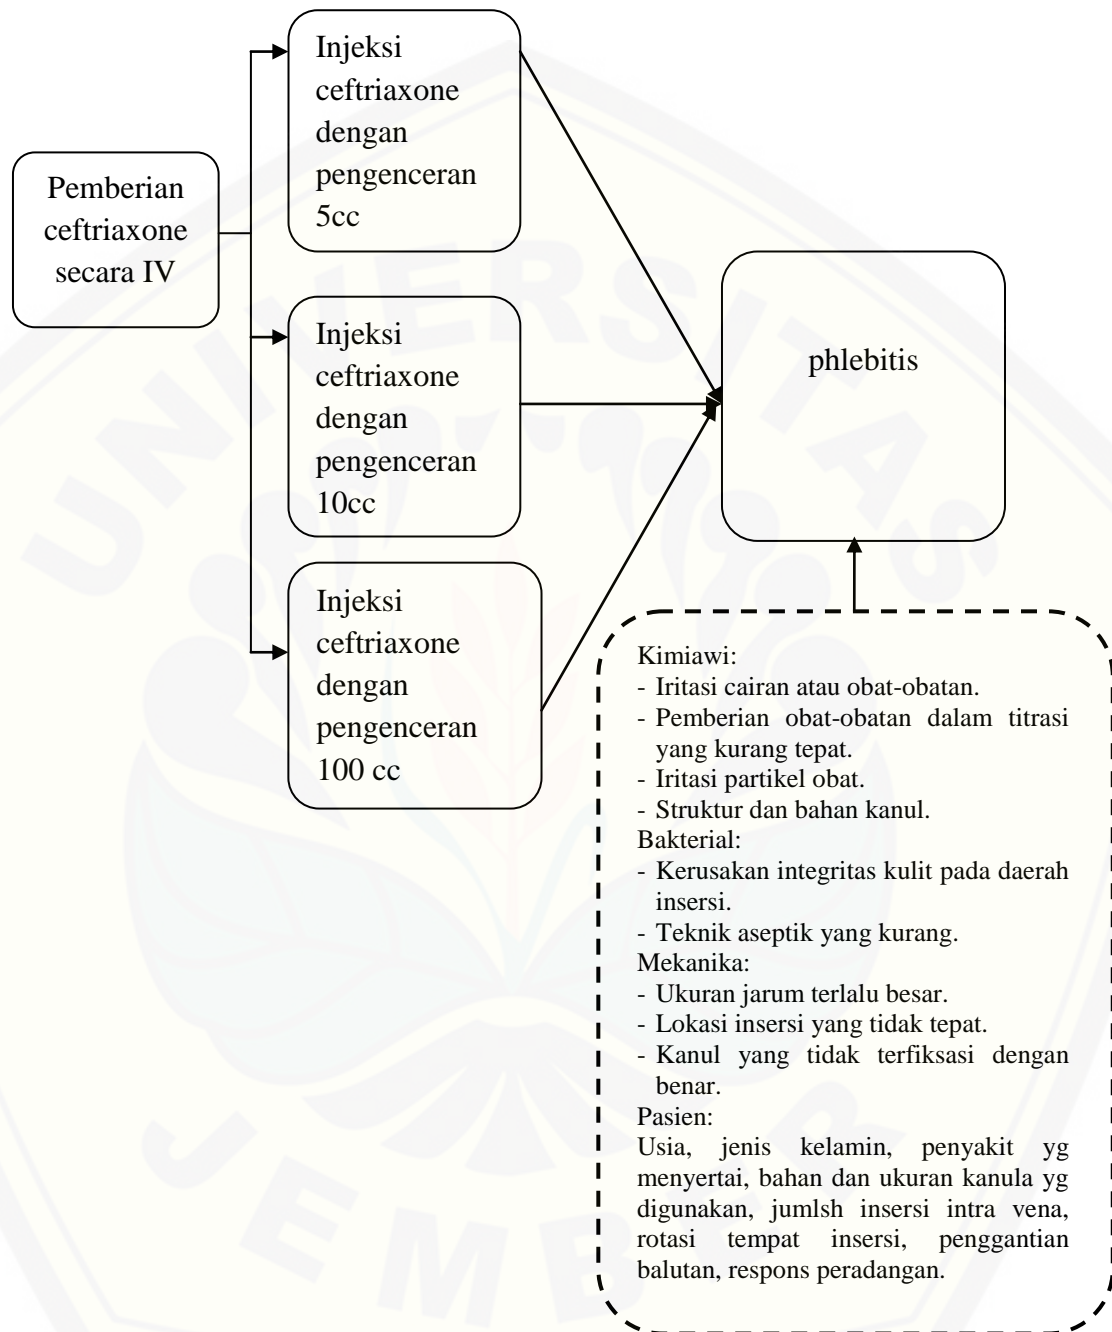 Pemberian
ceftriaxone
secara IV
Injeksi
ceftriaxone
dengan
pengenceran
5cc
Injeksi
ceftriaxone
dengan
pengenceran
10cc
Injeksi
ceftriaxone
dengan
pengenceran
100 cc
phlebitis
Kimiawi:
- Iritasi cairan atau obat-obatan.
- Pemberian obat-obatan dalam titrasi
yang kurang tepat.
- Iritasi partikel obat.
- Struktur dan bahan kanul.
Bakterial:
- Kerusakan integritas kulit pada daerah
insersi.
- Teknik aseptik yang kurang.
Mekanika:
- Ukuran jarum terlalu besar.
- Lokasi insersi yang tidak tepat.
- Kanul yang tidak terfiksasi dengan
benar.
Pasien:
Usia, jenis kelamin, penyakit yg
menyertai, bahan dan ukuran kanula yg
digunakan, jumlsh insersi intra vena,
rotasi tempat insersi, penggantian
balutan, respons peradangan.
UNIVERSITAS
JEMBER